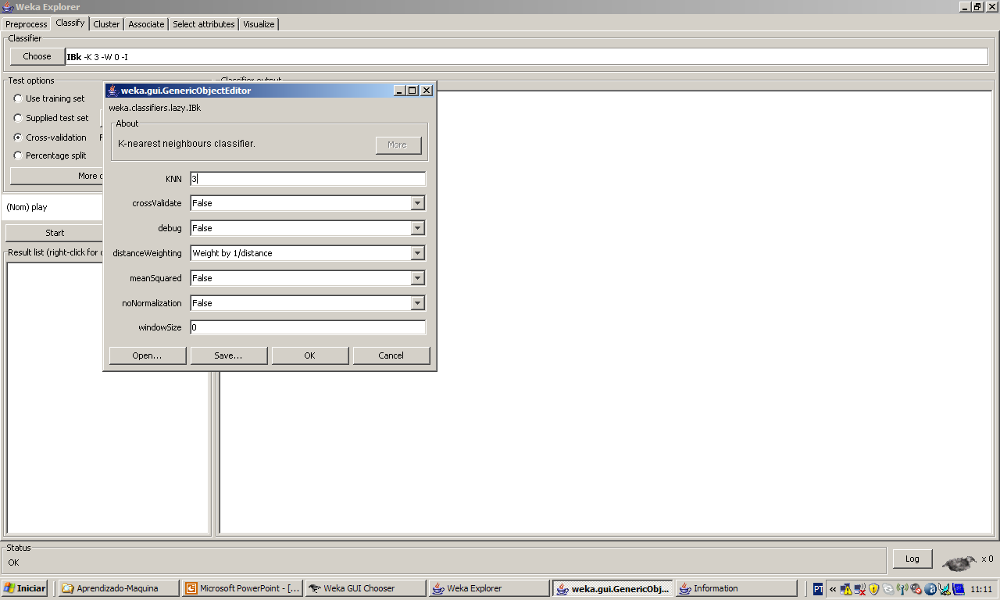 Weka Explorer
Preprocess Classify Cluster Associate Select attributes Visualize
Classifier
Choose IBk -K 3 -W 0 -I
Test options
Use training set
Supplied test set
Cross-validation
Percentage split
More
(Nom) play
Start
Result list (right-click for
Classifier output
weka.gui.GenericObjectEditor
weka.classifiers.lazy.IBk
About
K-nearest neighbours classifier.
More
KNN 3
crossValidate False
debug False
distanceWeighting Weight by 1/distance
meanSquared False
noNormalization False
windowSize 0
Open... Save... OK Cancel
Status
OK
Log x 0
Iniciar Aprendizado-Maquina Microsoft PowerPoint - [... Weka GUI Chooser Weka Explorer weka.gui.GenericObj... Information PT « 11:11